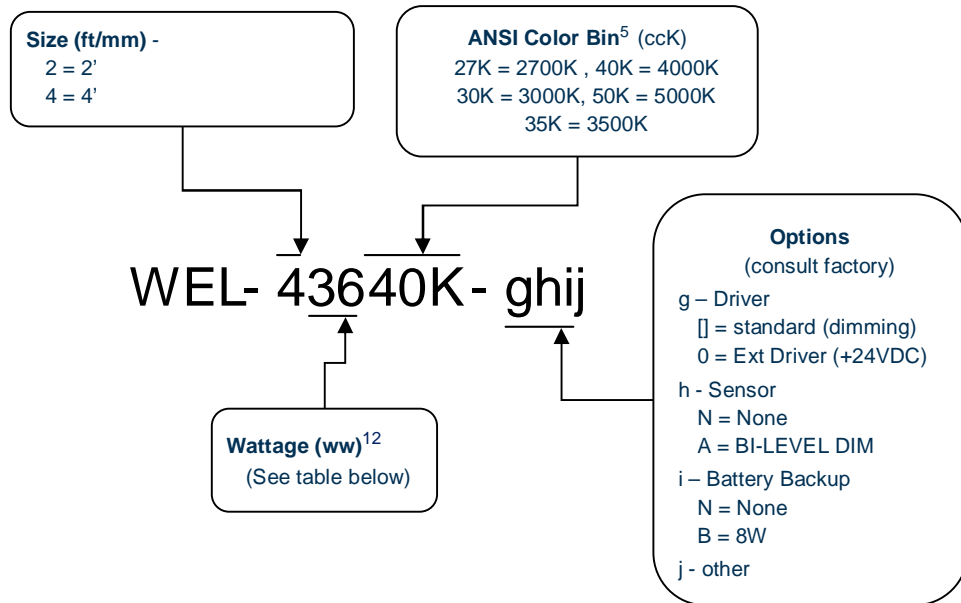 Size (ft/mm) -
2 = 2’
4 = 4’
ANSI Color Bin5 (ccK)
27K = 2700K , 40K = 4000K
30K = 3000K, 50K = 5000K
35K = 3500K
WEL- 43640K - ghij
Wattage (ww)12
(See table below)
Options
(consult factory)
g – Driver
[] = standard (dimming)
0 = Ext Driver (+24VDC)
h - Sensor
N = None
A = BI-LEVEL DIM
i – Battery Backup
N = None
B = 8W
j - other